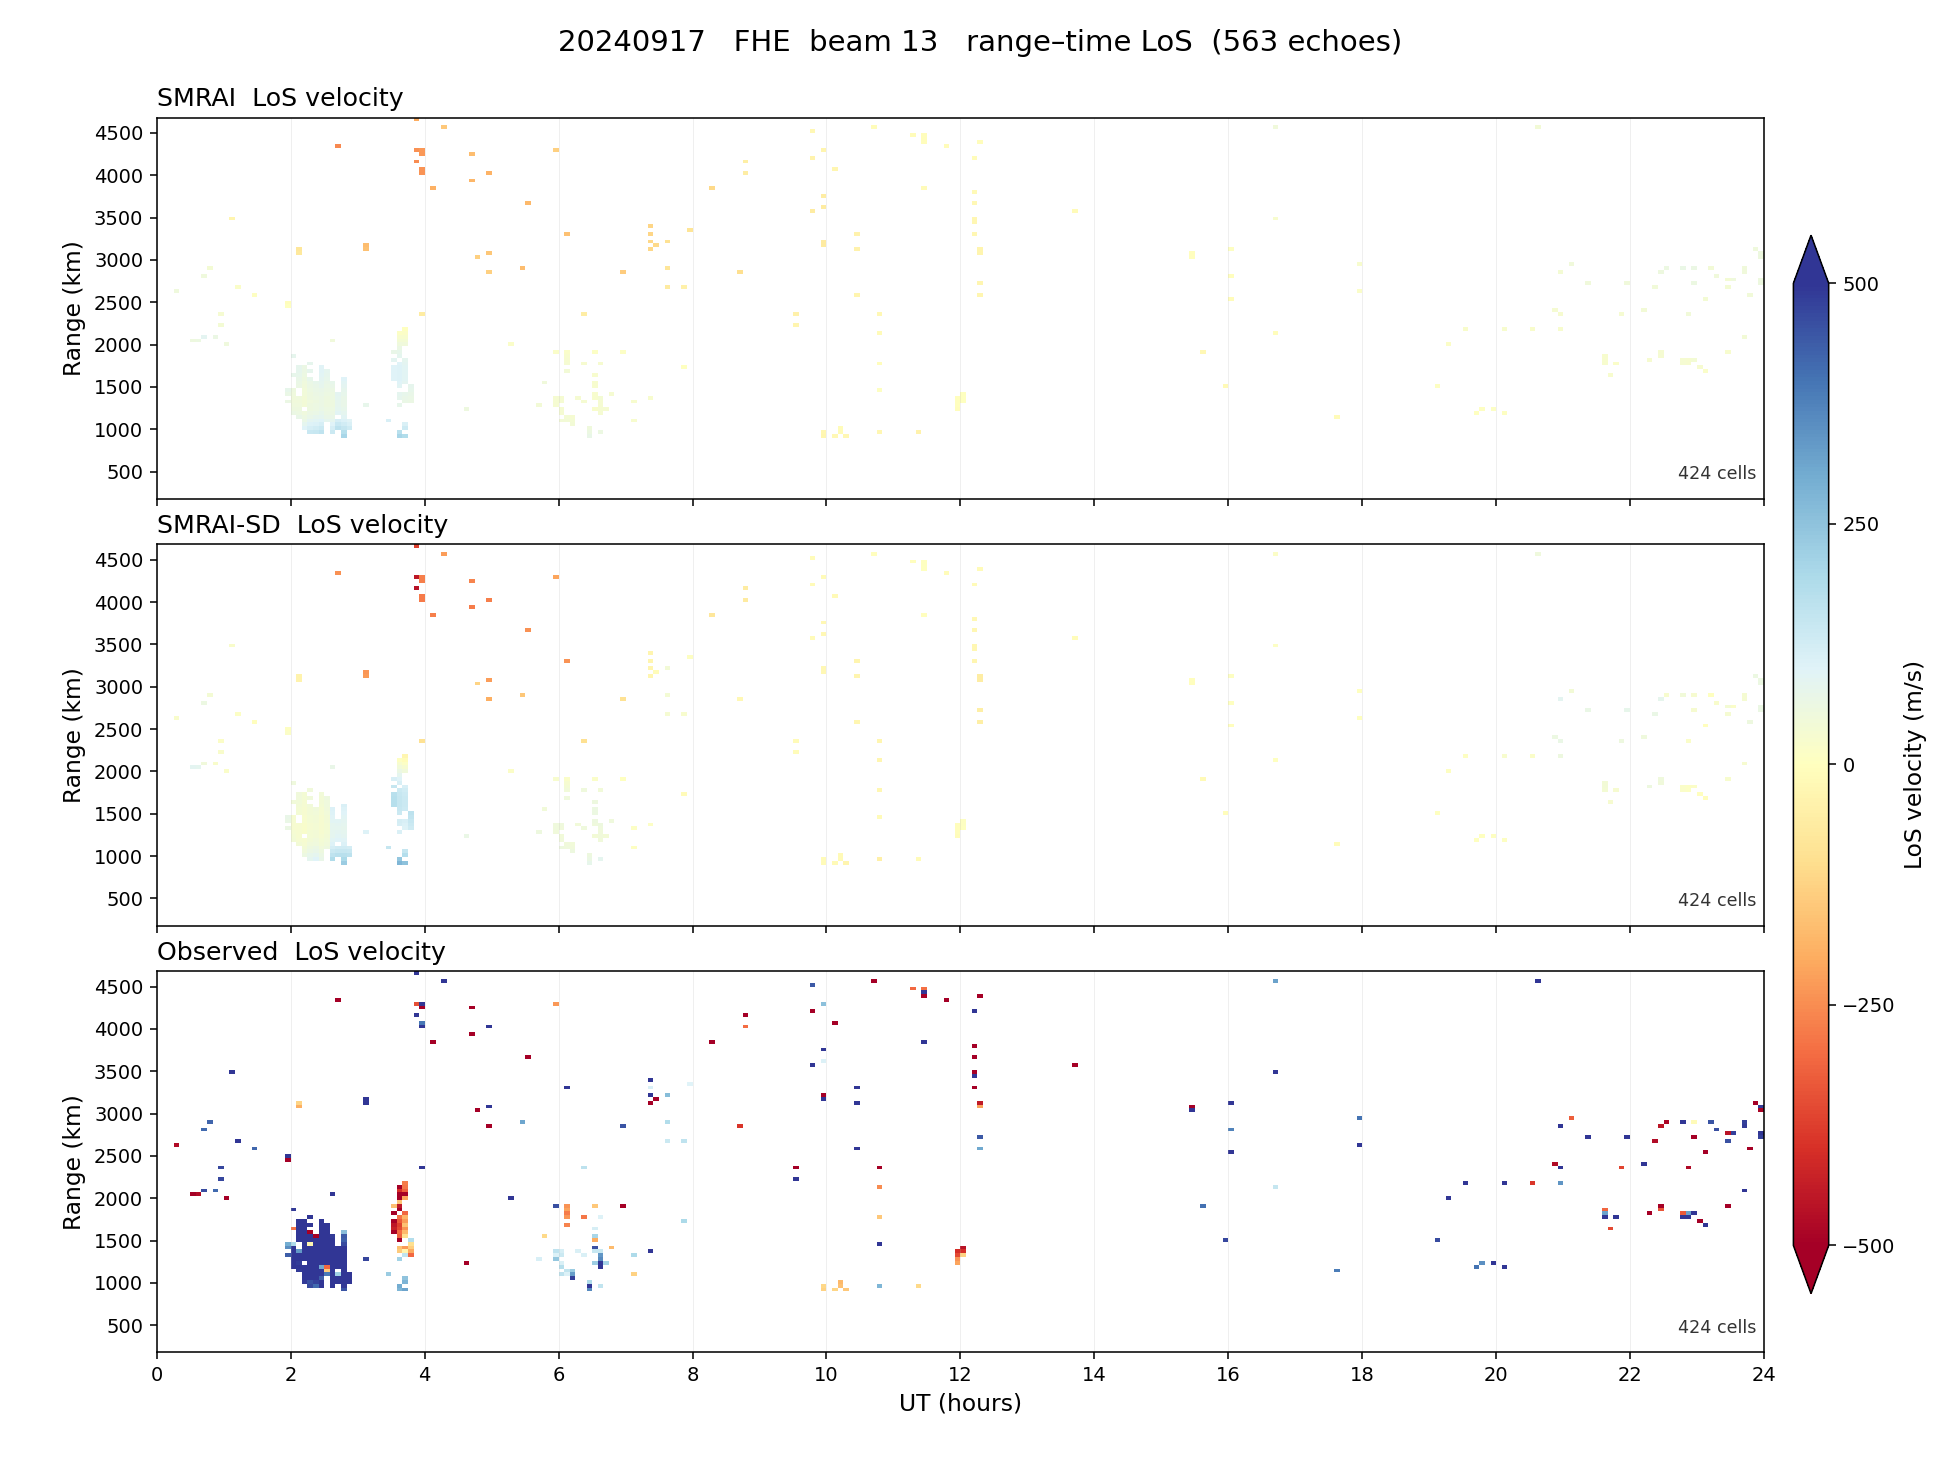 20240917   FHE  beam 13   range–time LoS  (563 echoes)
SMRAI  LoS velocity
4500
4000
3500
3000
2500
2000
1500
1000
500
Range (km)
424 cells
SMRAI-SD  LoS velocity
4500
4000
3500
3000
2500
2000
1500
1000
500
Range (km)
424 cells
Observed  LoS velocity
4500
4000
3500
3000
2500
2000
1500
1000
500
Range (km)
424 cells
0 2 4 6 8 10 12 14 16 18 20 22 24
UT (hours)
500
250
0
−250
−500
LoS velocity (m/s)